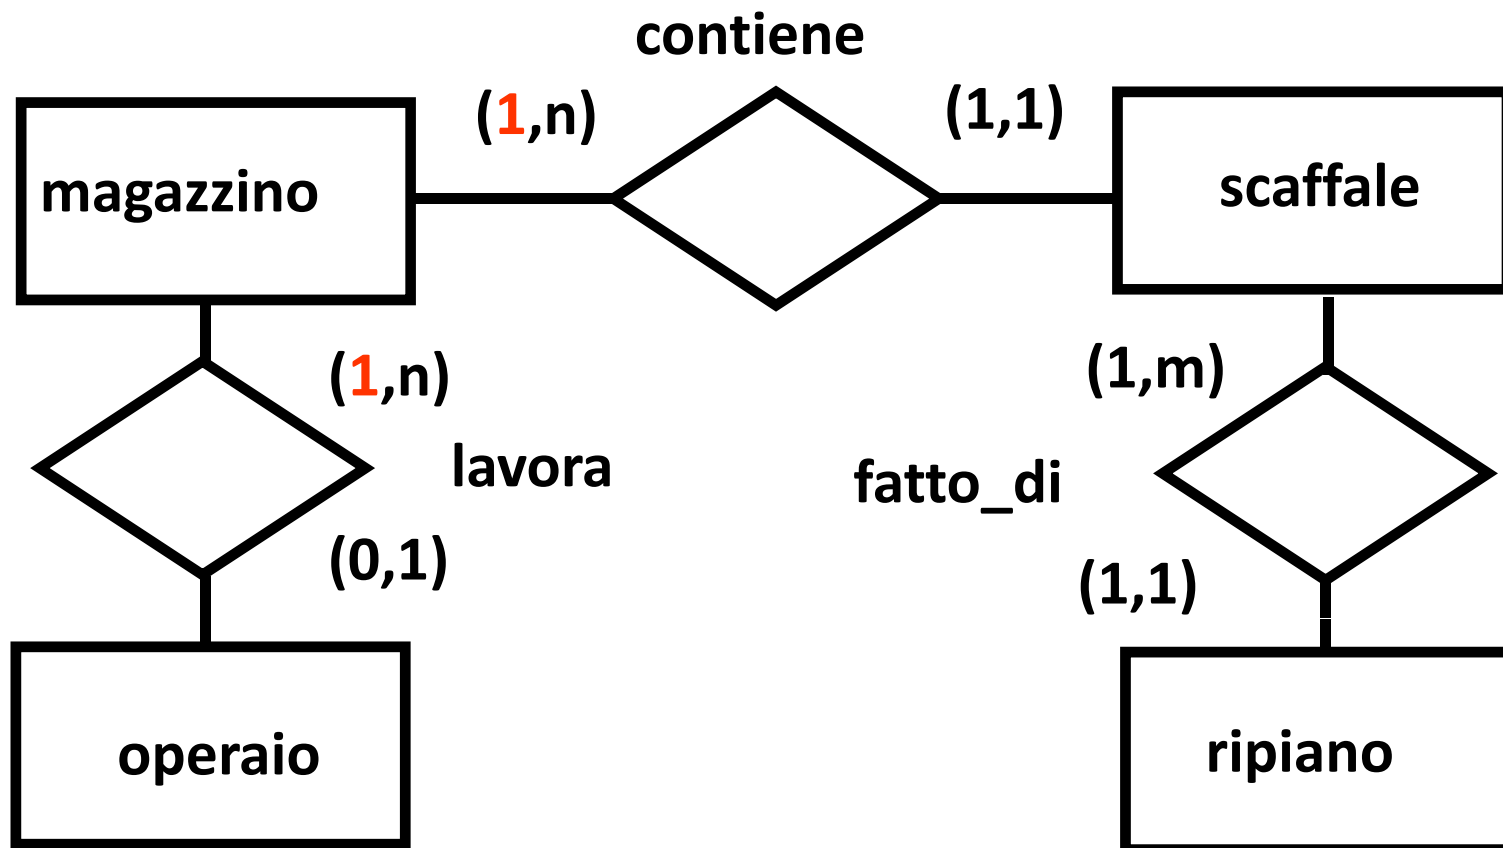 contiene
(1,n)
(1,1)
magazzino
scaffale
(1,n)
(1,m)
lavora
fatto_di
(0,1)
(1,1)
operaio
ripiano